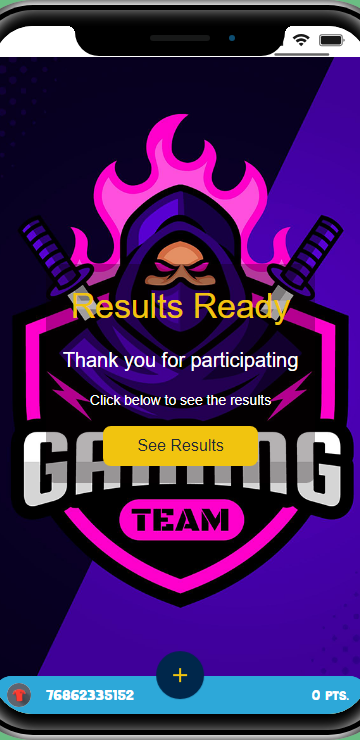 Results Ready
Thank you for participating
Click below to see the results
See Results
GAMING
TEAM
+
76862335152
0 PTS.